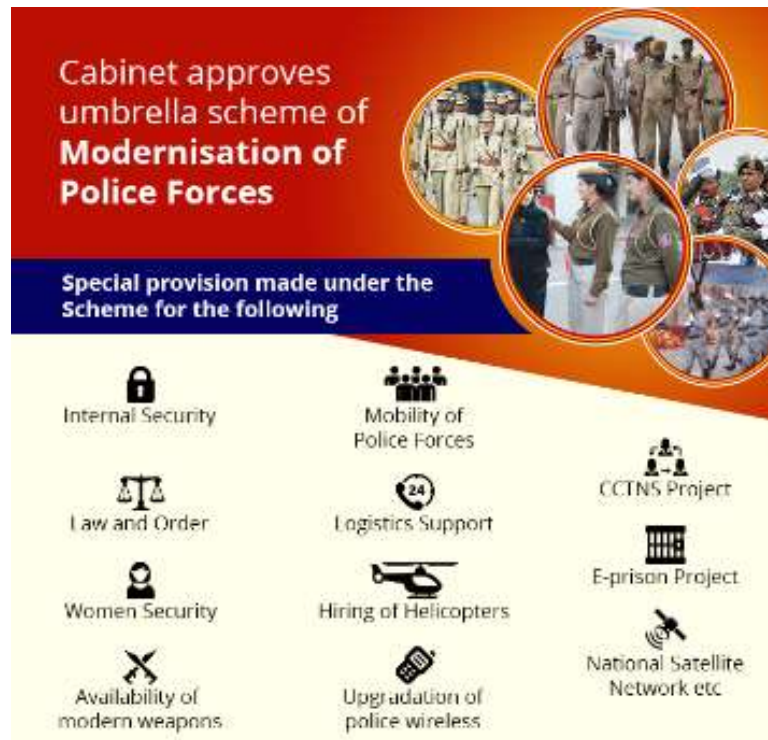 Cabinet approves
umbrella scheme of
Modernisation of
Police Forces
Special provision made under the
Scheme for the following
Internal Security
Law and Order
Women Security
Availability of
modern weapons
Mobility of
Police Forces
24
Logistics Support
Hiring of Helicopters
Upgradation of
police wireless
CCTNS Project
E-prison Project
National Satellite
Network etc